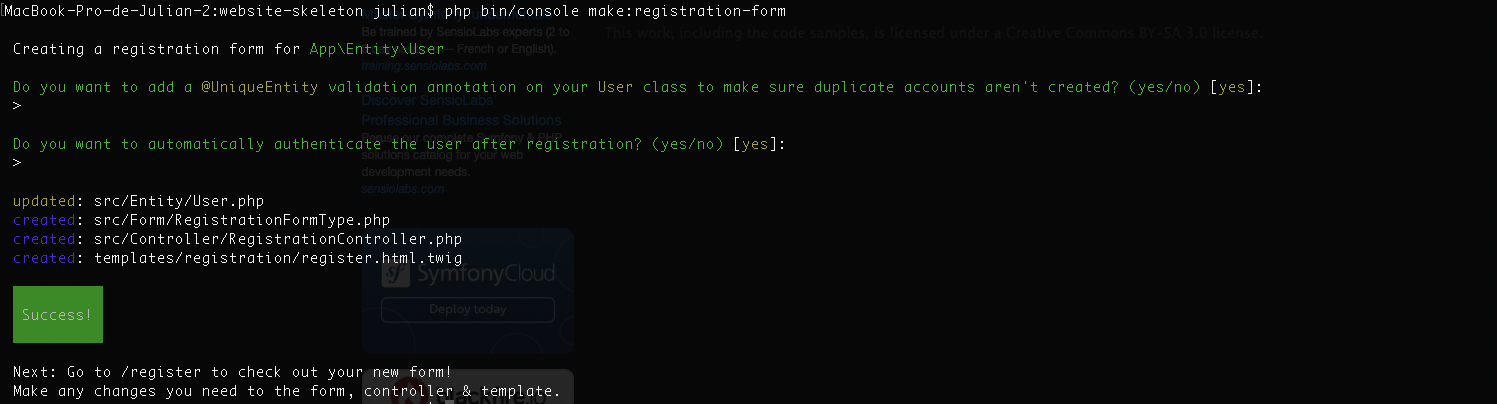 MacBook-Pro-de-Julian-2:website-skeleton julian$ php bin/console make:registration-form
Be trained by SensioLabs experts (2 to
– French or English).
This work, including the code samples, is licensed under a Creative Commons BY-SA 3.0 license.
Creating a registration form for App\Entity\User
training.sensiolabs.com
Do you want to add a @UniqueEntity validation annotation on your User class to make sure duplicate accounts aren't created? (yes/no) [yes]:
>
Discover SensioLabs'
Professional Business Solutions
Peruse our complete Symfony & PHP
Do you want to automatically authenticate the user after registration? (yes/no) [yes]:
>
solutions catalog for your web
development needs.
sensiolabs.com
updated: src/Entity/User.php
created: src/Form/RegistrationFormType.php
created: src/Controller/RegistrationController.php
created: templates/registration/register.html.twig
sf SymfonyCloud
Deploy today
Success!
Next: Go to /register to check out your new form!
Make any changes you need to the form, controller & template.